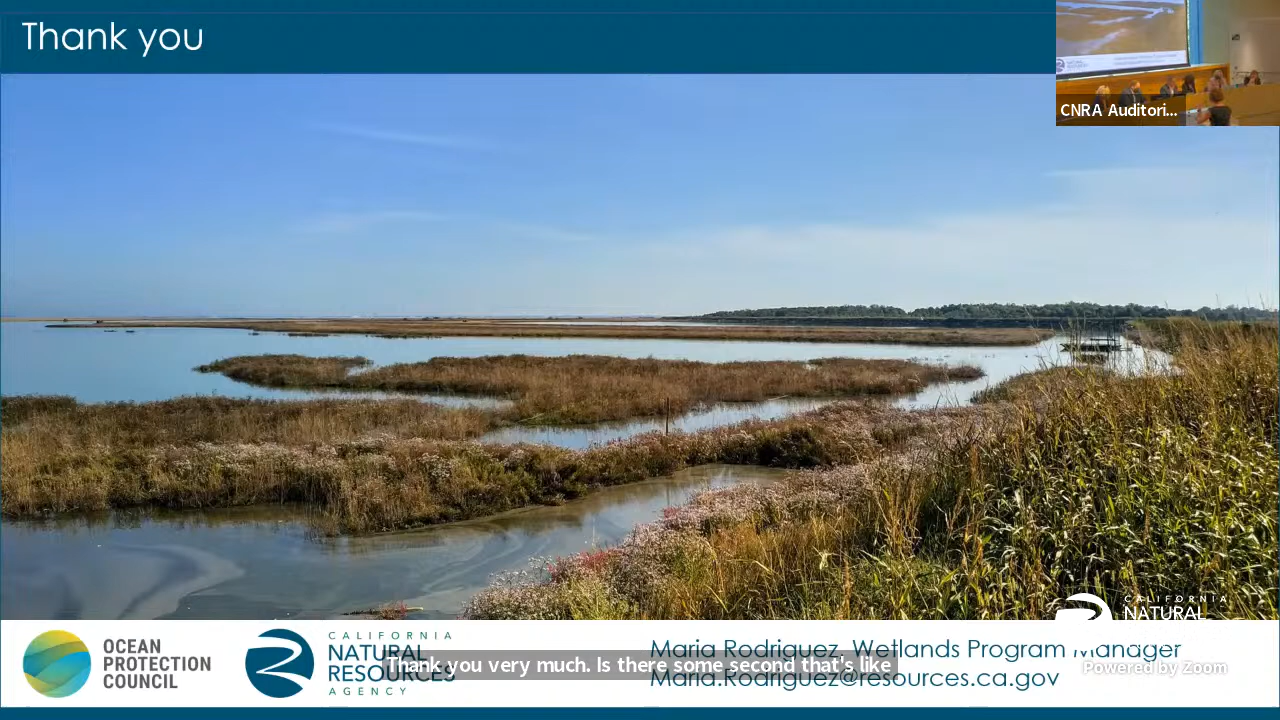 Thank you
CNRA Auditori...
CALIFORNIA
NATURAL
OCEAN
PROTECTION
COUNCIL
CALIFORNIA
NATURAL
RESOURCES
AGENCY
Maria Rodriguez, Wetlands Program Manager
Maria.Rodriguez@resources.ca.gov
Thank you very much. Is there some second that's like
Powered by Zoom